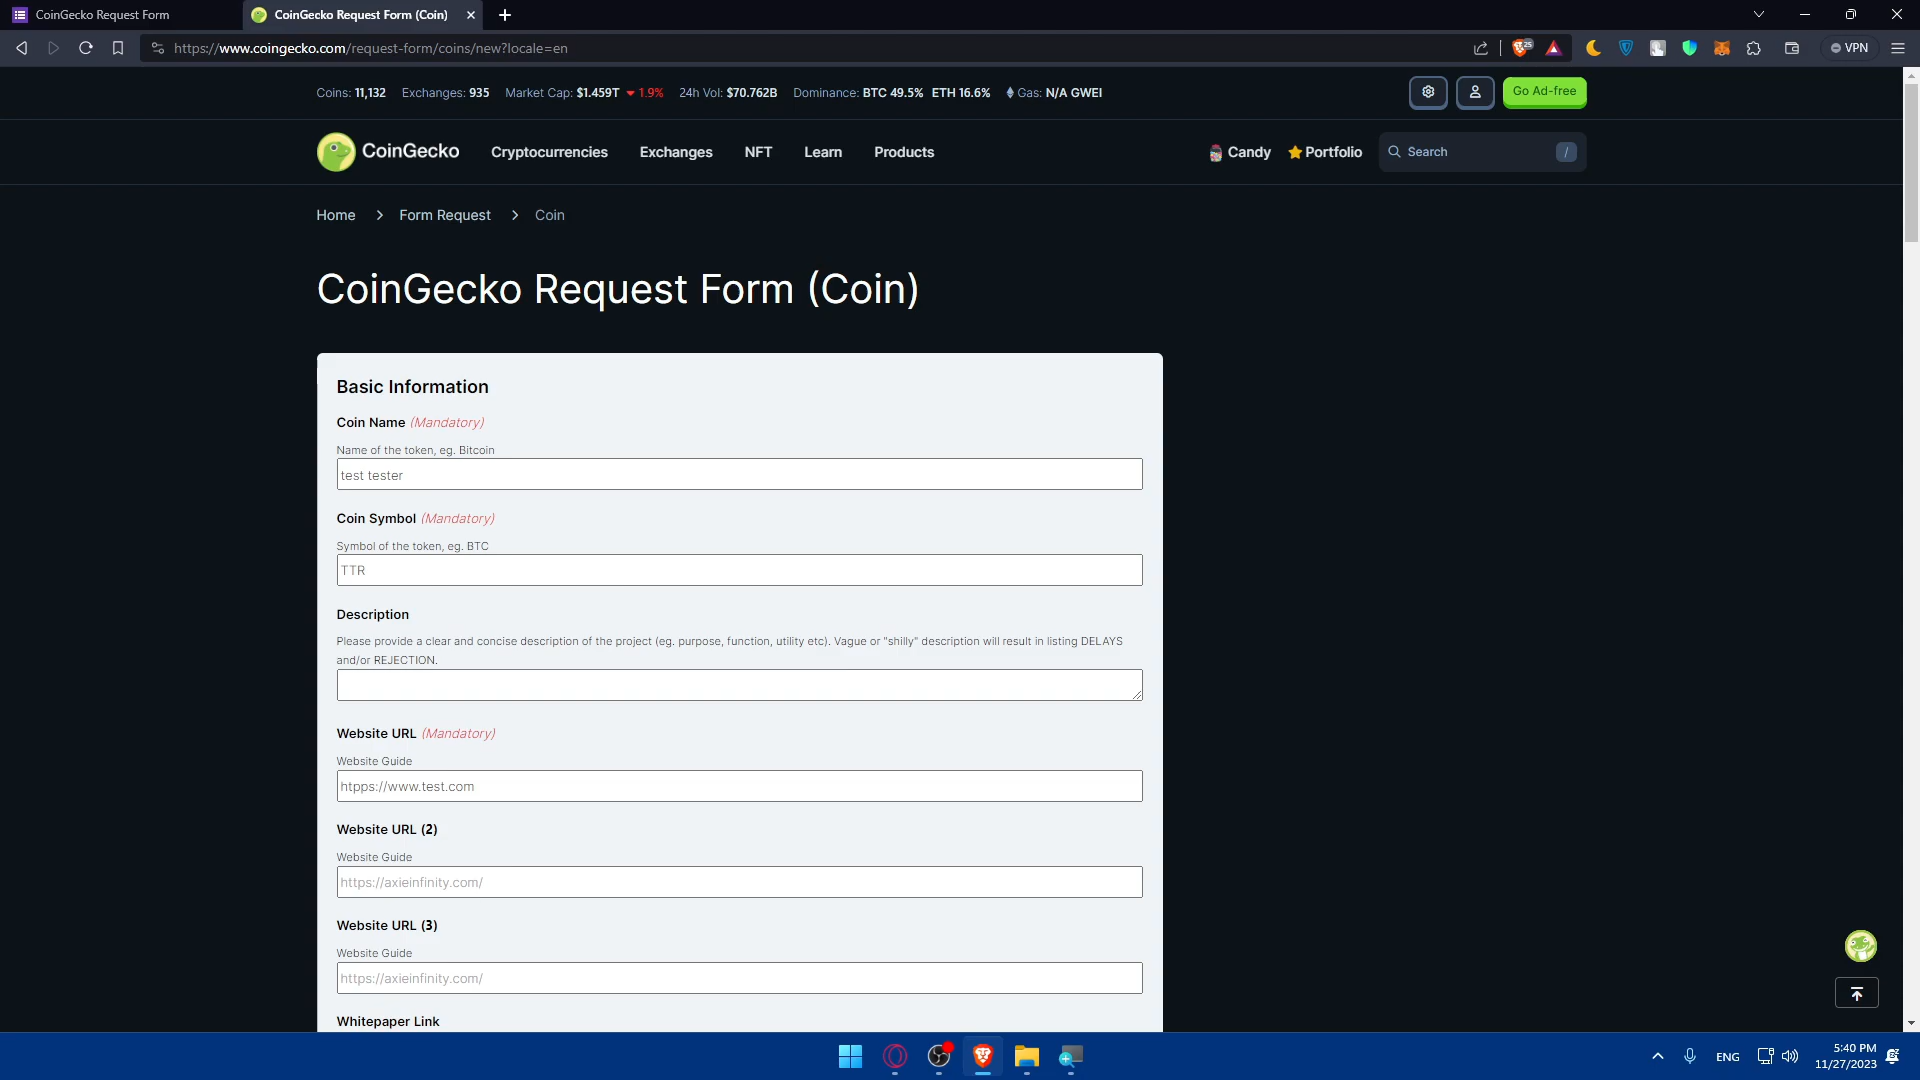 CoinGecko Request Form
CoinGecko Request Form (Coin)
https://www.coingecko.com/request-form/coins/new?locale=en
25
VPN
Coins: 11,132 Exchanges: 935 Market Cap: $1.459T 1.9% 24h Vol: $70.762B Dominance: BTC 49.5% ETH 16.6% Gas: N/A GWEI
Go Ad-free
CoinGecko Cryptocurrencies Exchanges NFT Learn Products Candy Portfolio Search /
Home > Form Request > Coin
CoinGecko Request Form (Coin)
Basic Information
Coin Name (Mandatory)
Name of the token, eg. Bitcoin
test tester
Coin Symbol (Mandatory)
Symbol of the token, eg. BTC
TTR
Description
Please provide a clear and concise description of the project (eg. purpose, function, utility etc). Vague or "shilly" description will result in listing DELAYS
and/or REJECTION.
Website URL (Mandatory)
Website Guide
htpps://www.test.com
Website URL (2)
Website Guide
https://axieinfinity.com/
Website URL (3)
Website Guide
https://axieinfinity.com/
Whitepaper Link
ENG
5:40 PM
11/27/2023